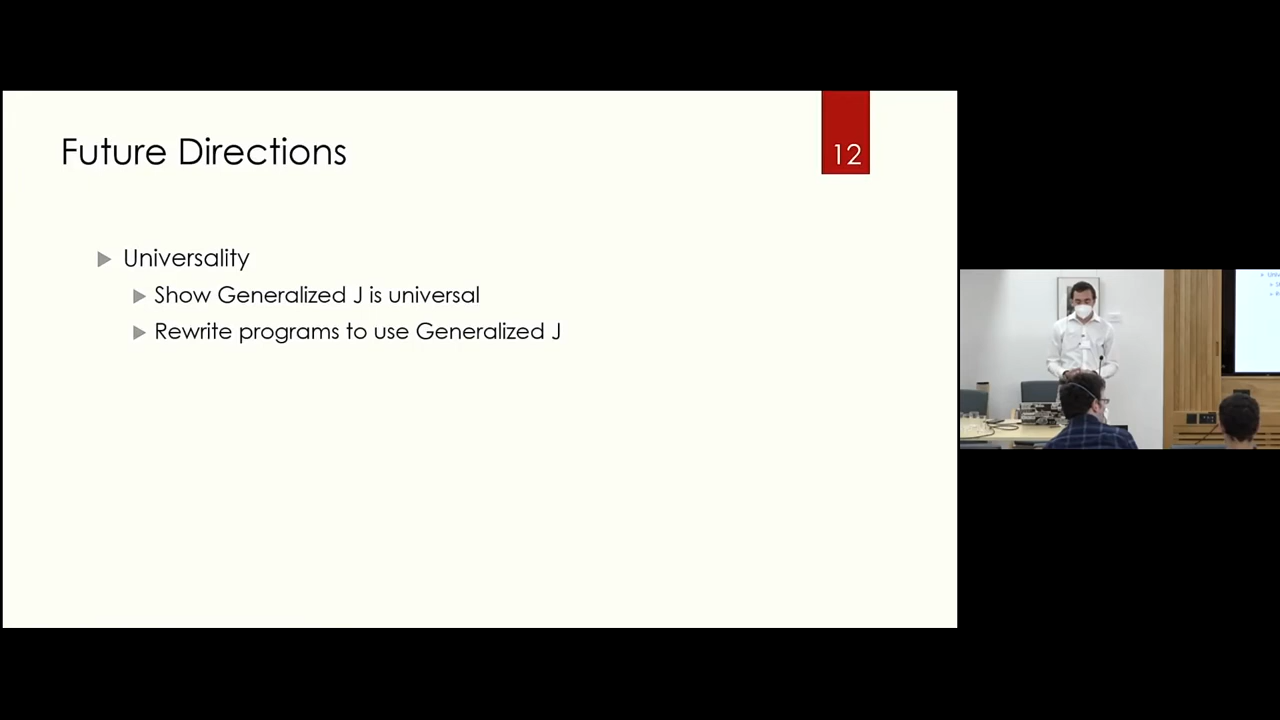 Future Directions
12
Universality
Show Generalized J is universal
Rewrite programs to use Generalized J